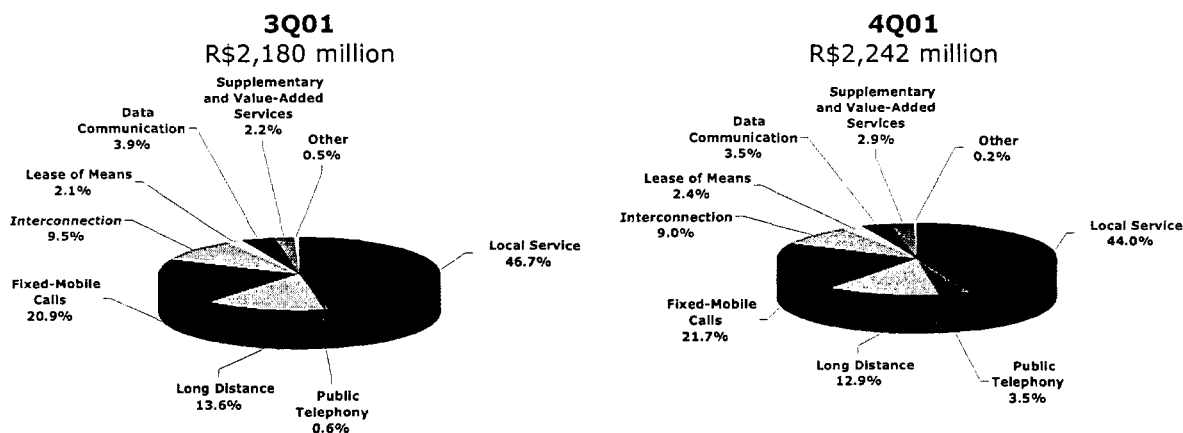 3Q01
R$2,180 million
Supplementary
and Value-Added
Services
2.2%
Data
Communication
3.9%
Other
0.5%
Lease of Means
2.1%
Interconnection
9.5%
Local Service
46.7%
Fixed-Mobile
Calls
20.9%
Long Distance
13.6%
Public
Telephony
0.6%
4Q01
R$2,242 million
Supplementary
and Value-Added
Services
2.9%
Data
Communication
3.5%
Other
0.2%
Lease of Means
2.4%
Interconnection
9.0%
Local Service
44.0%
Fixed-Mobile
Calls
21.7%
Long Distance
12.9%
Public
Telephony
3.5%